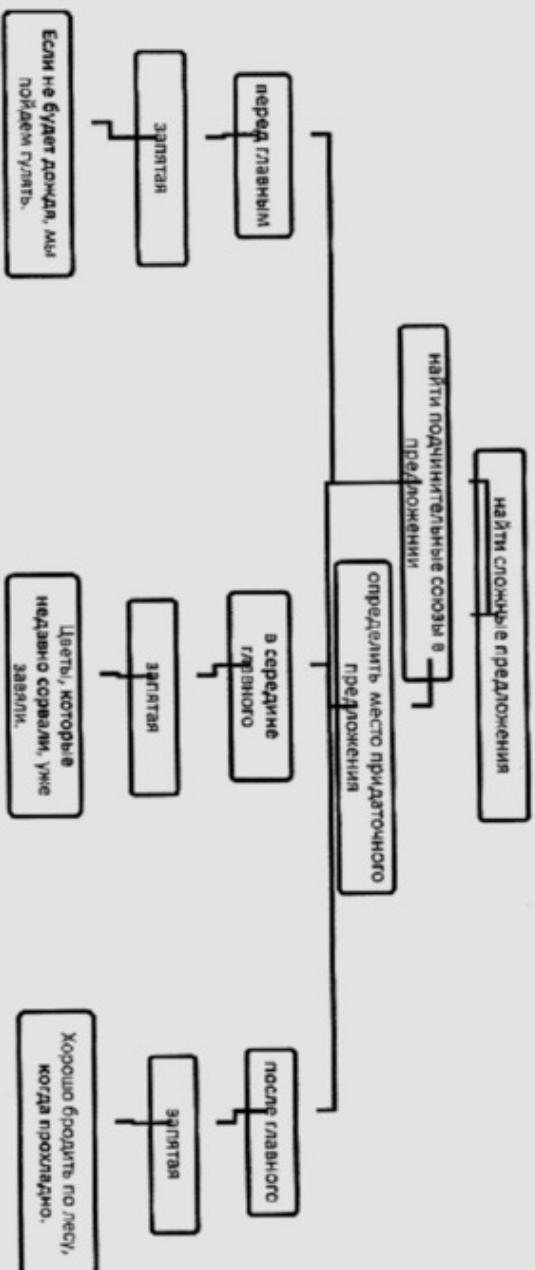 найти сложные предложения
найти подчинительные союзы в
предложении
определить место придаточного
предложения
перед главным
запятая
Если не будет дождя, мы
пойдем гулять.
в середине
главного
запятая
Цветы, которые
недавно сорвали, уже
завяли.
после главного
запятая
Хорошо бродить по лесу,
когда прохладно.